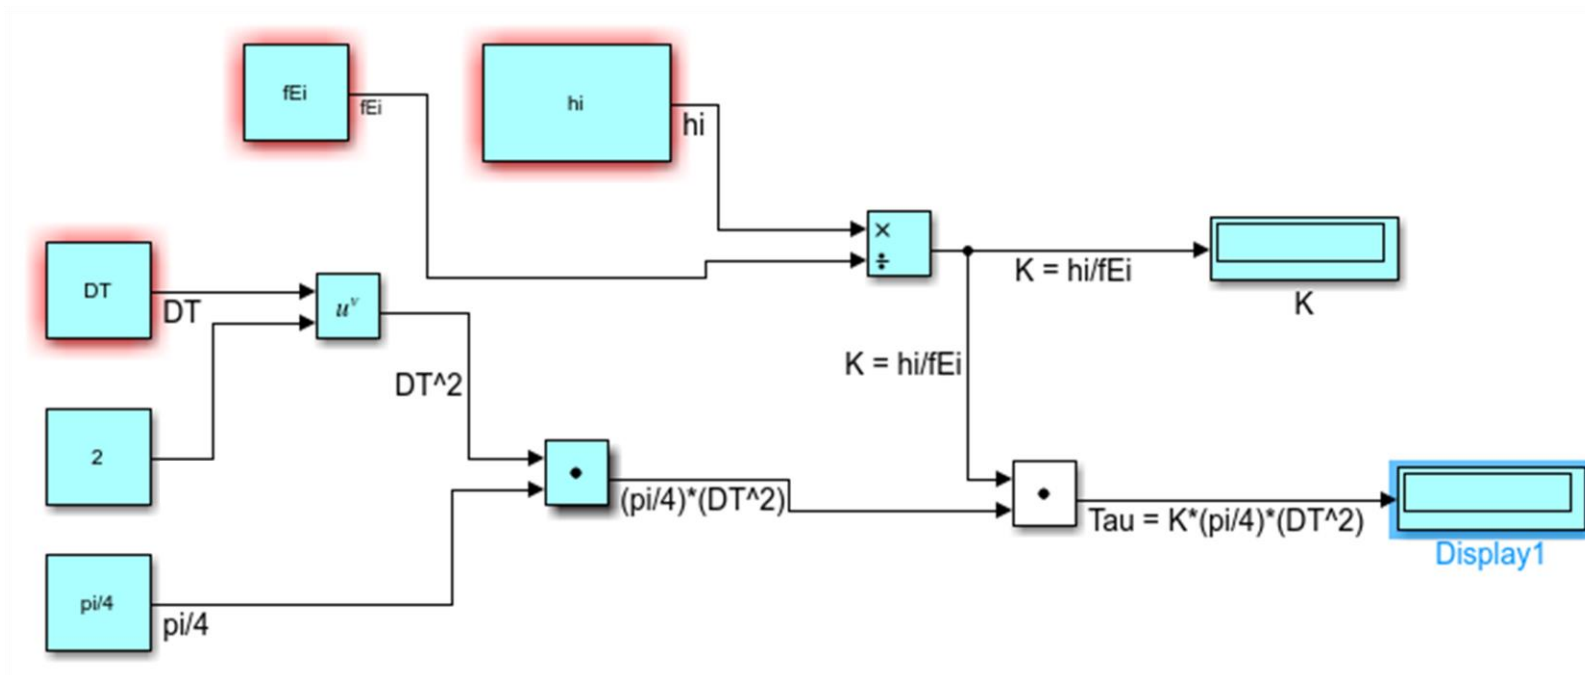 fEi
fEi
hi
hi
×
÷
K = hi/fEi
K
DT
DT
uᵛ
K = hi/fEi
DT^2
2
(pi/4)*(DT^2)
Tau = K*(pi/4)*(DT^2)
Display1
pi/4
pi/4